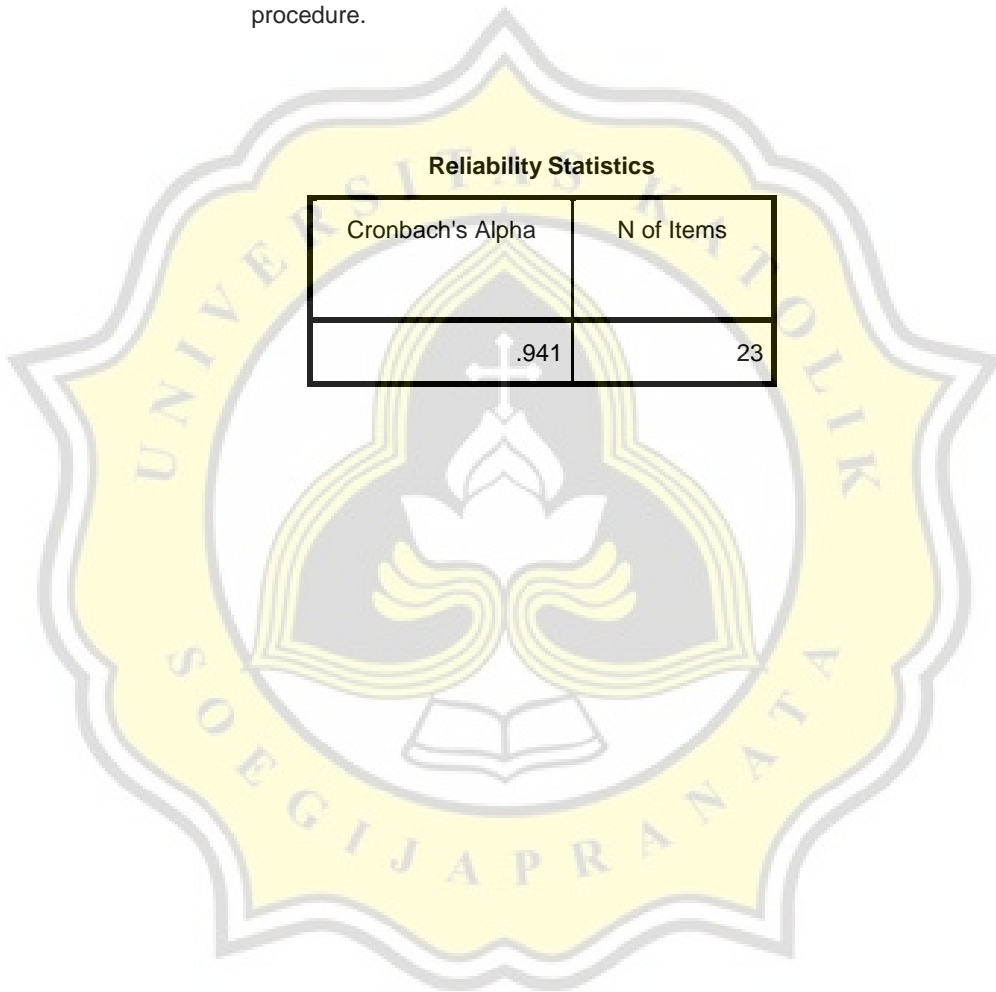 procedure.
Reliability Statistics
Cronbach's Alpha N of Items
.941 23
UNIVERSITAS KATOLIK
SOEGIJAPRANATA